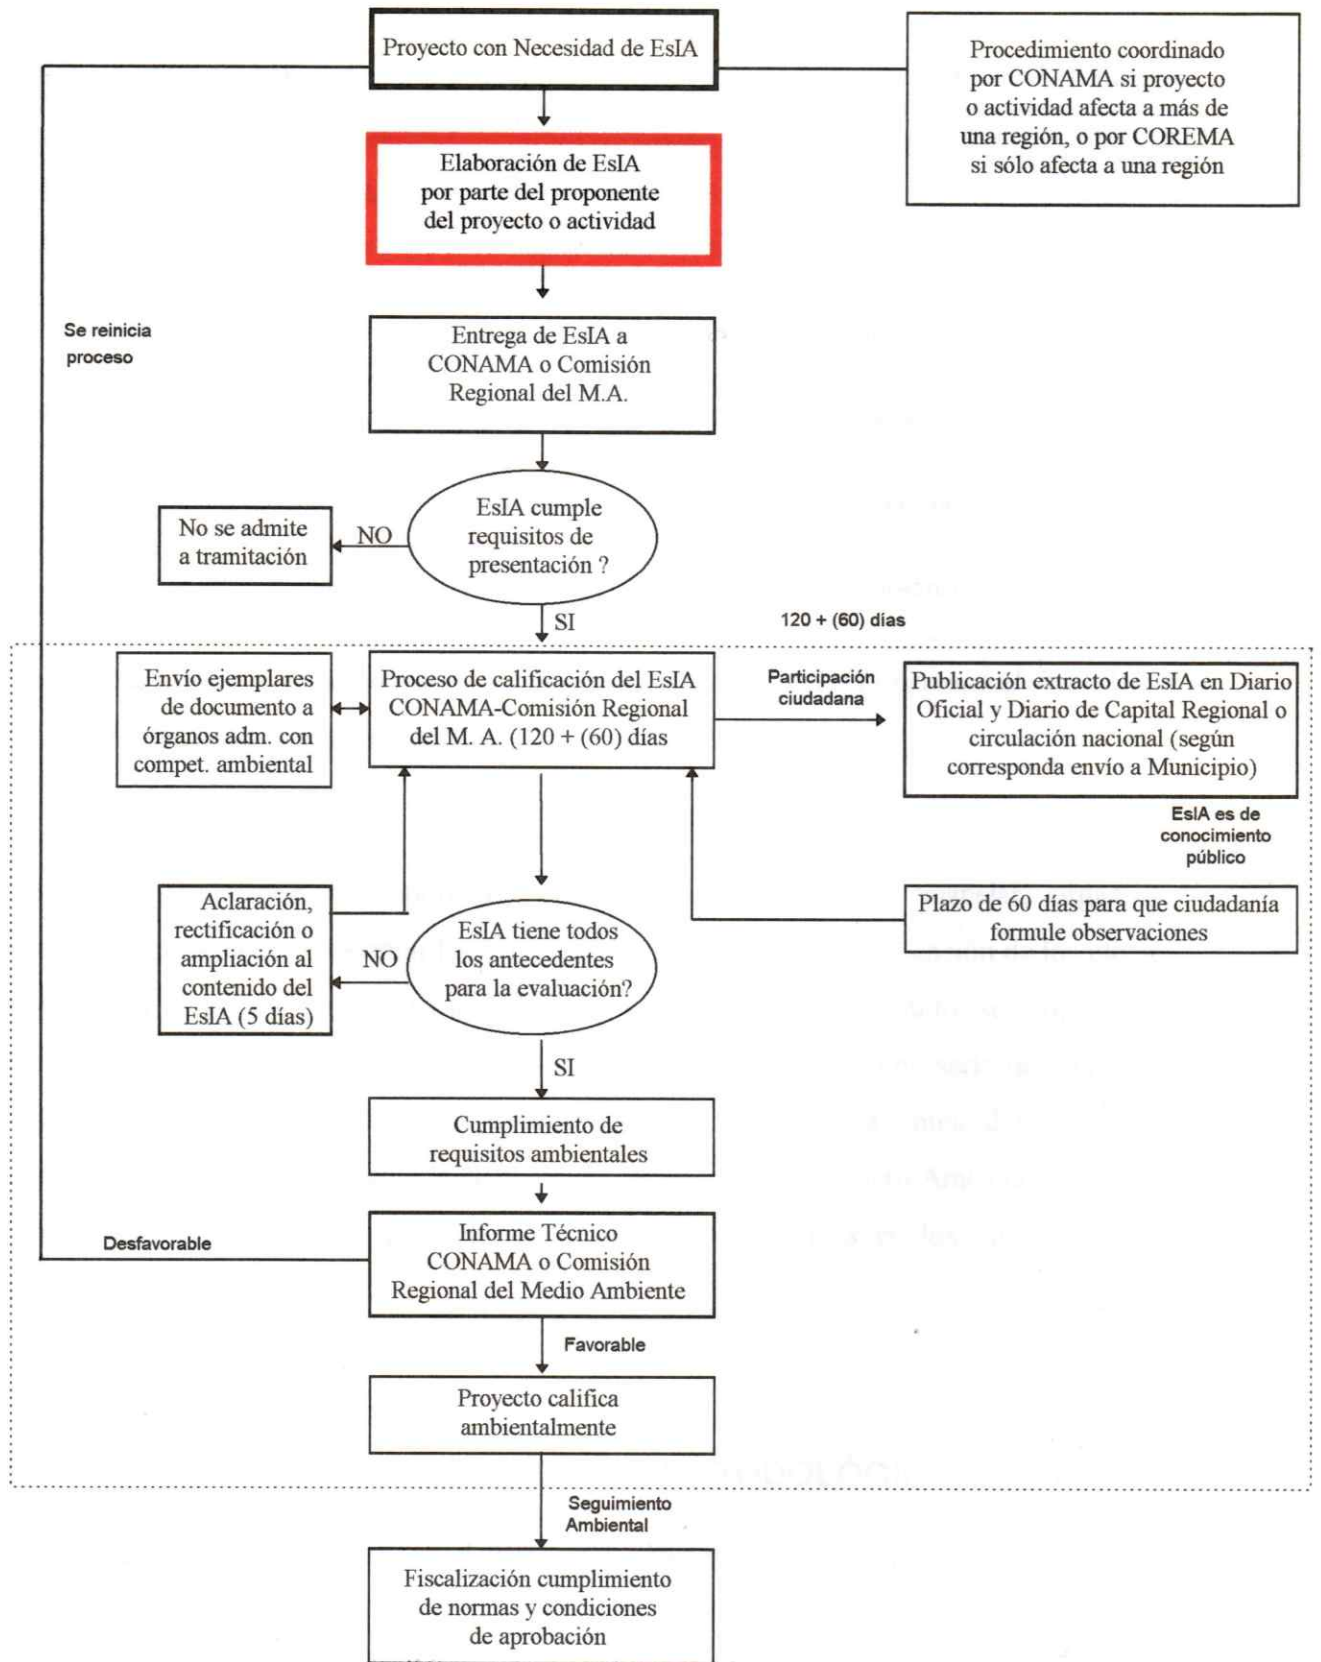 Proyecto con Necesidad de EsIA
Procedimiento coordinado
por CONAMA si proyecto
o actividad afecta a más de
una región, o por COREMA
si sólo afecta a una región
Elaboración de EsIA
por parte del proponente
del proyecto o actividad
Se reinicia
proceso
Entrega de EsIA a
CONAMA o Comisión
Regional del M.A.
EsIA cumple
requisitos de
presentación ?
NO
No se admite
a tramitación
SI
120 + (60) días
Envío ejemplares
de documento a
órganos adm. con
compet. ambiental
Proceso de calificación del EsIA
CONAMA-Comisión Regional
del M. A. (120 + (60) días
Participación
ciudadana
Publicación extracto de EsIA en Diario
Oficial y Diario de Capital Regional o
circulación nacional (según
corresponda envío a Municipio)
EsIA es de
conocimiento
público
Plazo de 60 días para que ciudadanía
formule observaciones
Aclaración,
rectificación o
ampliación al
contenido del
EsIA (5 días)
NO
EsIA tiene todos
los antecedentes
para la evaluación?
SI
Cumplimiento de
requisitos ambientales
Informe Técnico
CONAMA o Comisión
Regional del Medio Ambiente
Desfavorable
Favorable
Proyecto califica
ambientalmente
Seguimiento
Ambiental
Fiscalización cumplimiento
de normas y condiciones
de aprobación